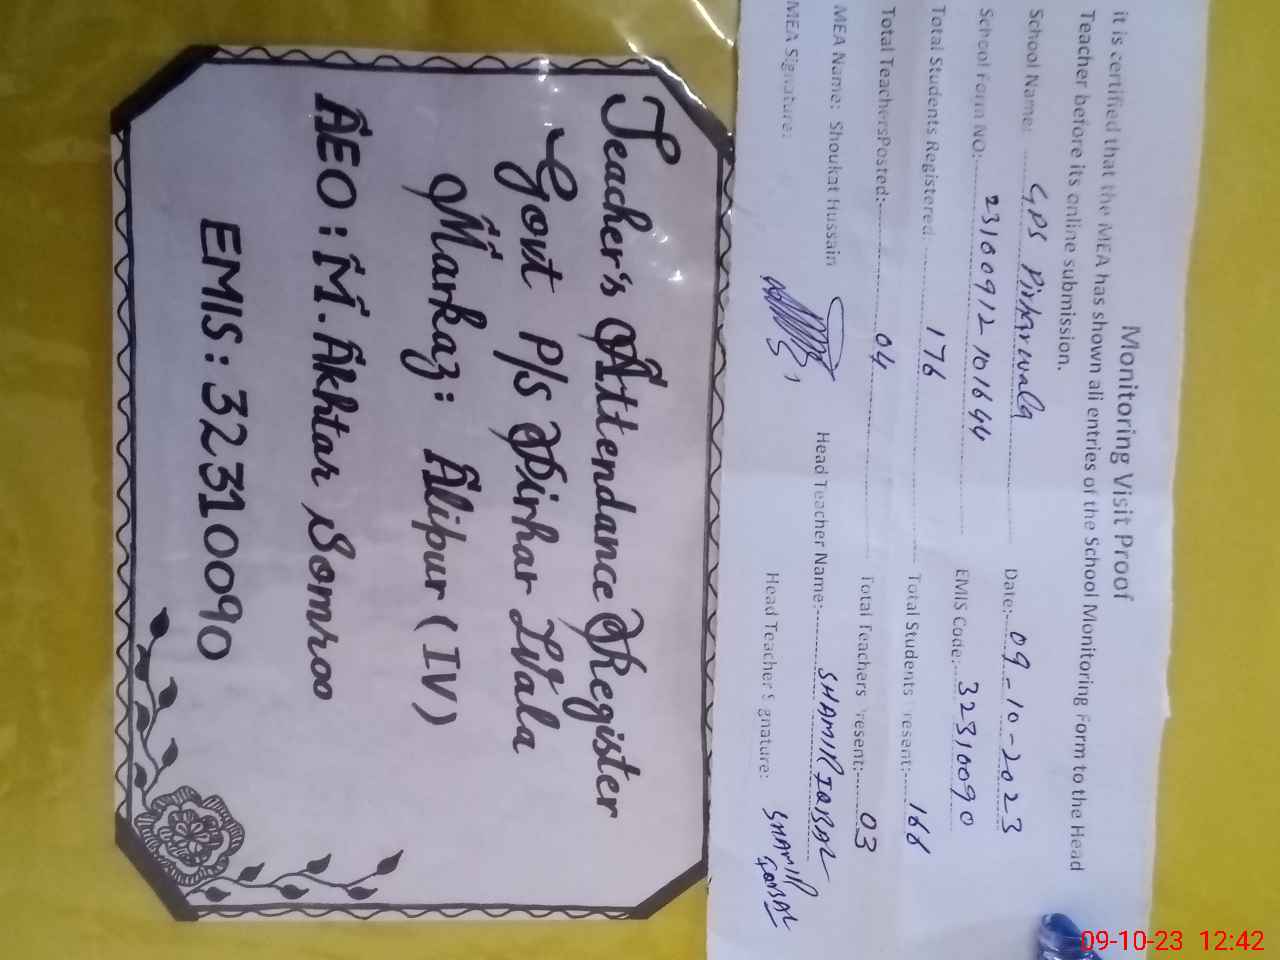 Monitoring Visit Proof
it is certified that the MEA has shown all entries of the School Monitoring Form to the Head
Teacher before its online submission.
School Name: GPS Pirharwala Date: 09-10-2023
School Form NO: 23100912101644 EMIS Code: 32310090
Total Students Registered: 176 Total Students Present: 168
Total TeachersPosted: 04 Total Teachers Present: 03
MEA Name: Shoukat Hussain Head Teacher Name: SHAMIR IQBAL
MEA Signature: Head Teacher Signature: SHAMIR IQBAL
Teacher's Attendance Register
Govt P/S Pirhar Wala
Markaz: Alipur (IV)
AEO: M. Akhtar Somroo
EMIS: 32310090
09-10-23 12:42